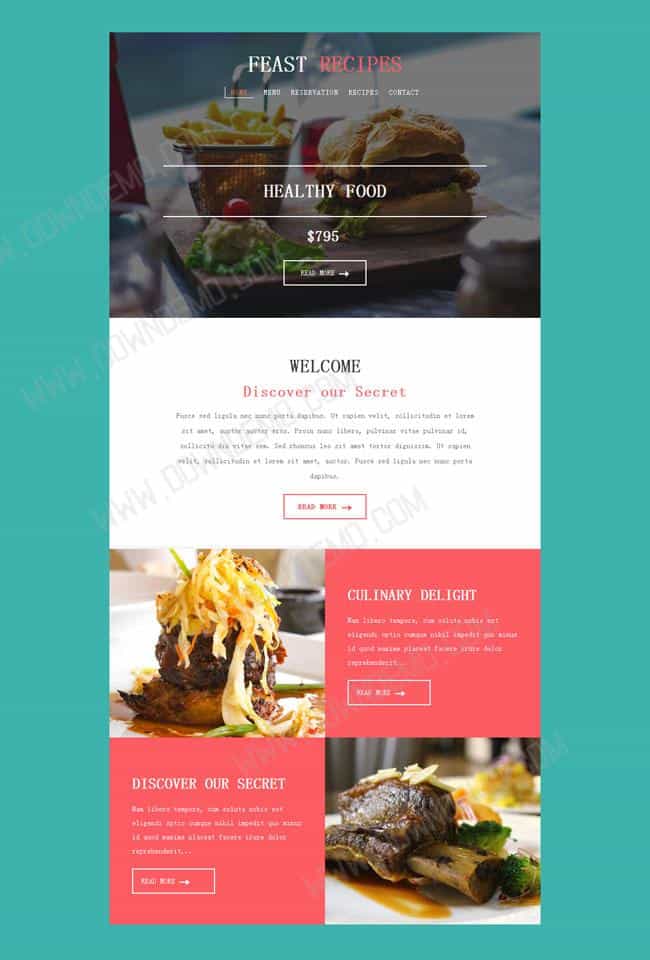 FEAST RECIPES
HOME MENU RESERVATION RECIPES CONTACT
HEALTHY FOOD
$795
READ MORE
WELCOME
Discover our Secret
Fusce sed ligula nec nunc porta dapibus. Ut sapien velit, sollicitudin et lorem
sit amet, auctor auctor eros. Proin nunc libero, pulvinar vitae pulvinar id,
sollicitu din vitae sem. Sed rhoncus leo sit amet tortor dignissim. Ut sapien
velit, sollicitudin et lorem sit amet, auctor. Fusce sed ligula nec nunc porta
dapibus.
READ MORE
CULINARY DELIGHT
Nam libero tempore, cum soluta nobis est
eligendi optio cumque nihil impedit quo minus
id quod maxime placeat facere irure dolor
reprehenderit...
READ MORE
DISCOVER OUR SECRET
Nam libero tempore, cum soluta nobis est
eligendi optio cumque nihil impedit quo minus
id quod maxime placeat facere irure dolor
reprehenderit...
READ MORE
WWW.DOWNDEMO.COM